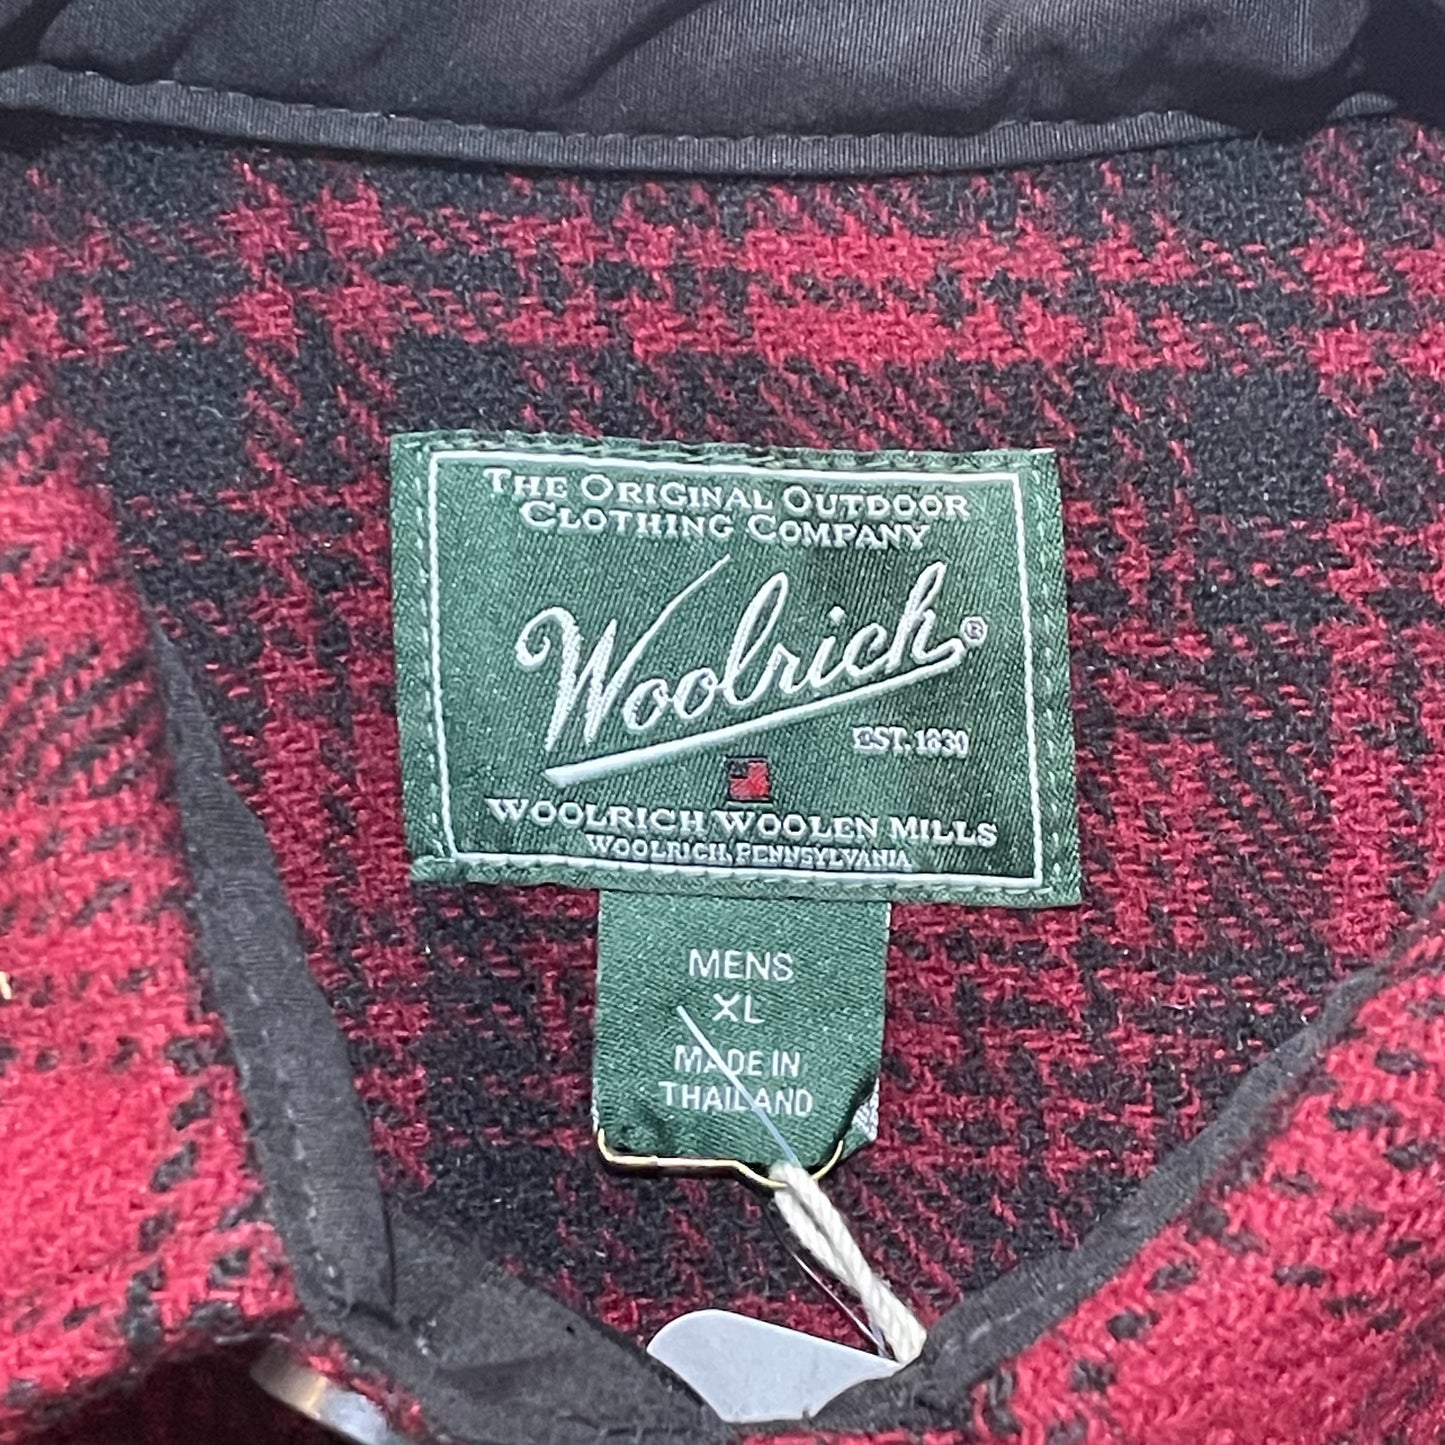 THE ORIGINAL OUTDOOR
CLOTHING COMPANY
Woolrich®
EST. 1830
WOOLRICH WOOLEN MILLS
WOOLRICH, PENNSYLVANIA
MENS
XL
MADE IN
THAILAND